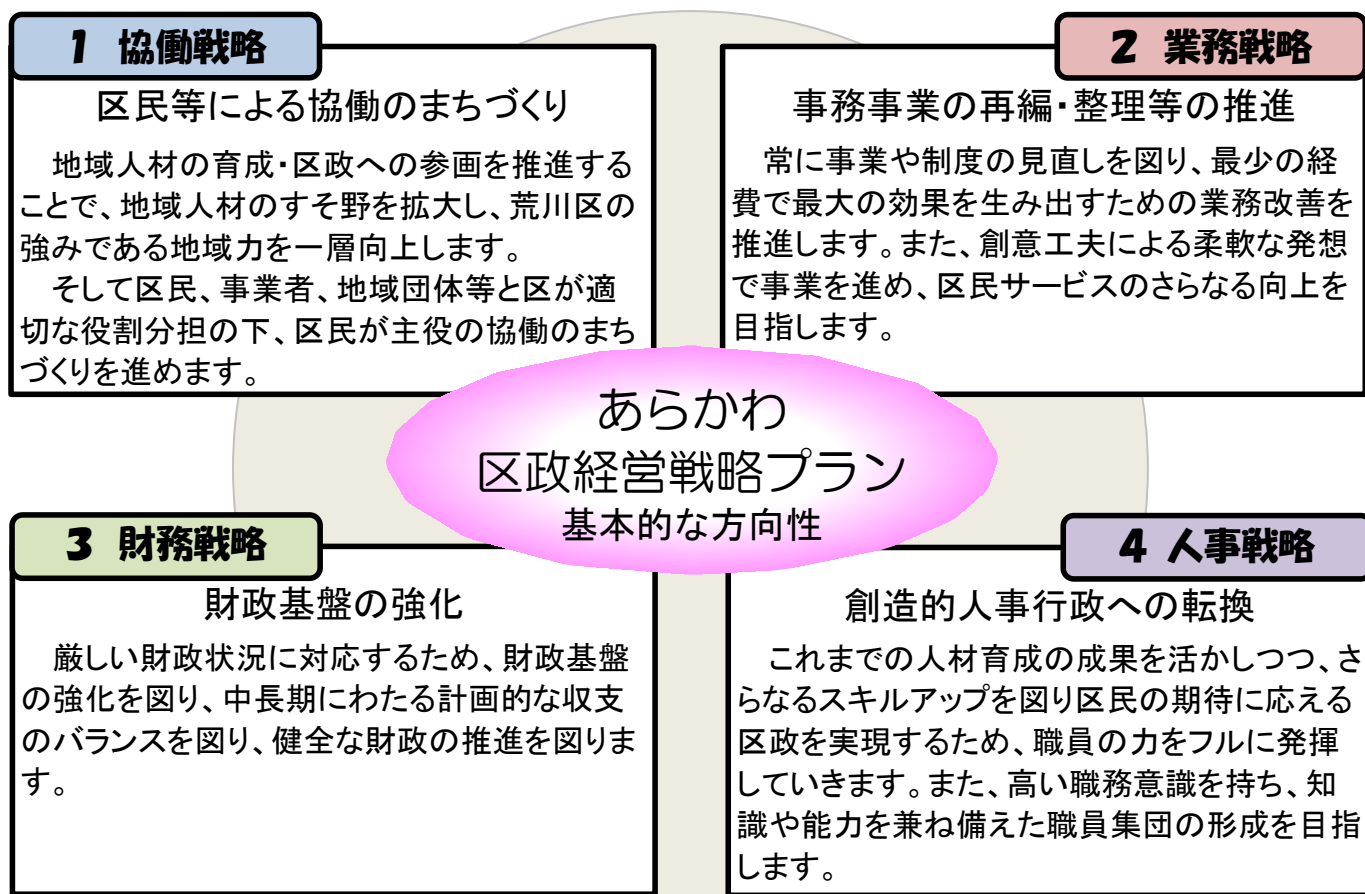 1 協働戦略
区民等による協働のまちづくり
　地域人材の育成・区政への参画を推進する
ことで、地域人材のすそ野を拡大し、荒川区の
強みである地域力を一層向上します。
　そして区民、事業者、地域団体等と区が適
切な役割分担の下、区民が主役の協働のまち
づくりを進めます。
2 業務戦略
事務事業の再編・整理等の推進
　常に事業や制度の見直しを図り、最少の経
費で最大の効果を生み出すための業務改善を
推進します。また、創意工夫による柔軟な発想
で事業を進め、区民サービスのさらなる向上を
目指します。
あらかわ
区政経営戦略プラン
基本的な方向性
3 財務戦略
財政基盤の強化
　厳しい財政状況に対応するため、財政基盤
の強化を図り、中長期にわたる計画的な収支
のバランスを図り、健全な財政の推進を図りま
す。
4 人事戦略
創造的人事行政への転換
　これまでの人材育成の成果を活かしつつ、さ
らなるスキルアップを図り区民の期待に応える
区政を実現するため、職員の力をフルに発揮
していきます。また、高い職務意識を持ち、知
識や能力を兼ね備えた職員集団の形成を目指
します。